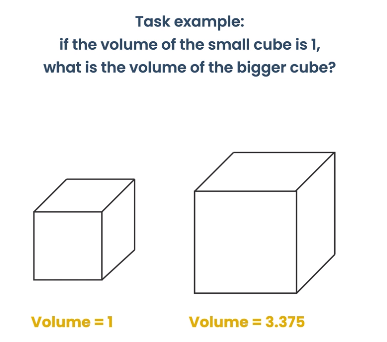 Task example:
if the volume of the small cube is 1,
what is the volume of the bigger cube?
Volume = 1
Volume = 3.375